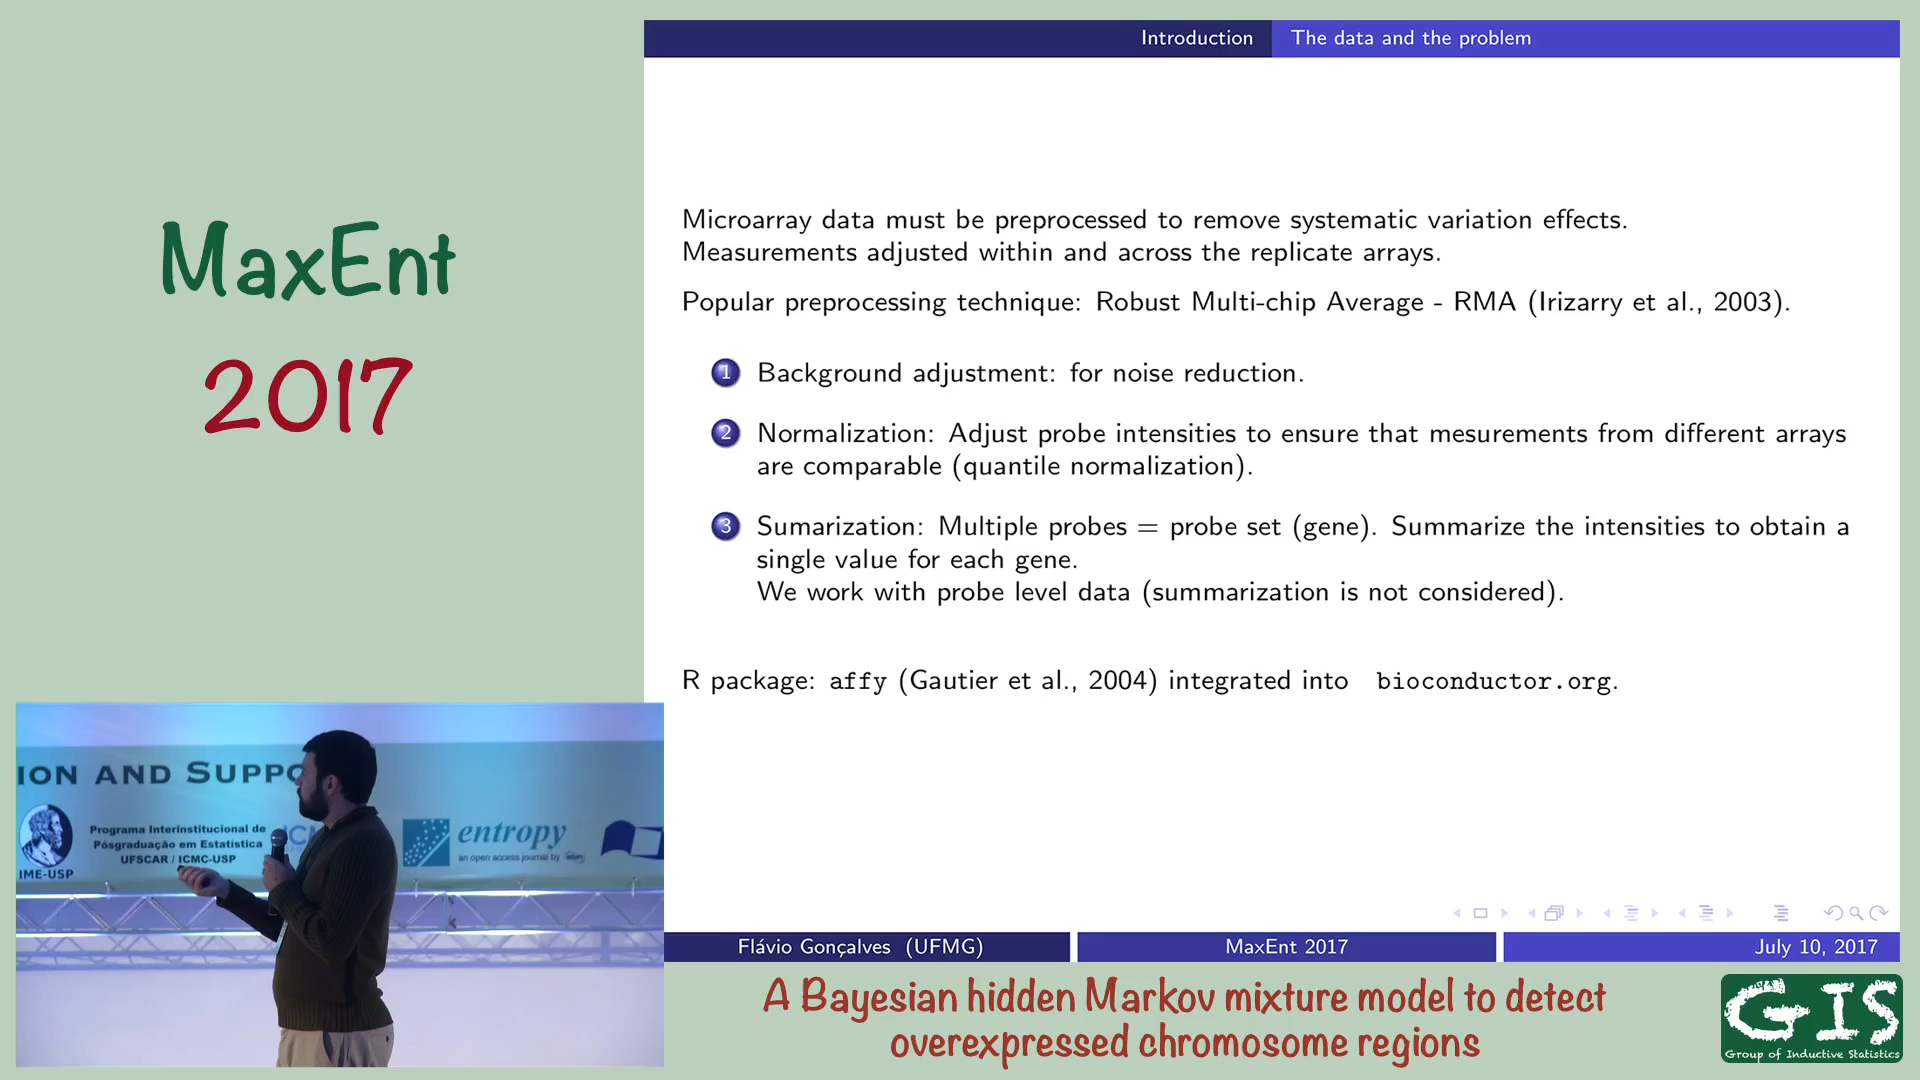 MaxEnt
2017
Introduction
The data and the problem
Microarray data must be preprocessed to remove systematic variation effects.
Measurements adjusted within and across the replicate arrays.
Popular preprocessing technique: Robust Multi-chip Average - RMA (Irizarry et al., 2003).
1 Background adjustment: for noise reduction.
2 Normalization: Adjust probe intensities to ensure that mesurements from different arrays
are comparable (quantile normalization).
3 Sumarization: Multiple probes = probe set (gene). Summarize the intensities to obtain a
single value for each gene.
We work with probe level data (summarization is not considered).
R package: affy (Gautier et al., 2004) integrated into bioconductor.org.
ION AND SUPPO
IME-USP
Programa Interinstitucional de
Pósgraduação em Estatística
UFSCAR / ICMC-USP
ICM
entropy
an open access journal by
Flávio Gonçalves (UFMG)
MaxEnt 2017
July 10, 2017
A Bayesian hidden Markov mixture model to detect
overexpressed chromosome regions
GIS
Group of Inductive Statistics